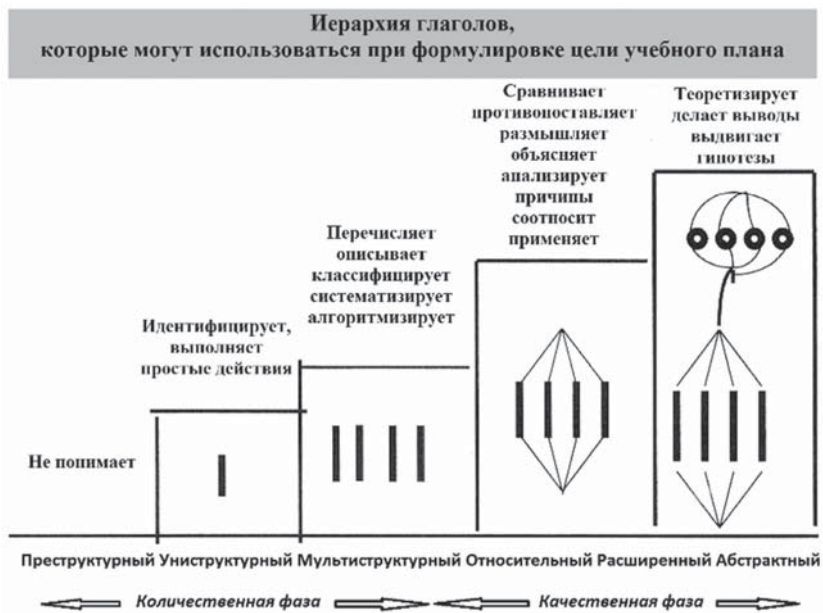 Иерархия глаголов,
которые могут использоваться при формулировке цели учебного плана
Не понимает
Идентифицирует,
выполняет
простые действия
Перечисляет
описывает
классифицирует
систематизирует
алгоритмизирует
Сравнивает
противопоставляет
размышляет
объясняет
анализирует
причины
соотносит
применяет
Теоретизирует
делает выводы
выдвигает
гипотезы
Преструктурный Униструктурный Мультиструктурный Относительный Расширенный Абстрактный
Количественная фаза Качественная фаза